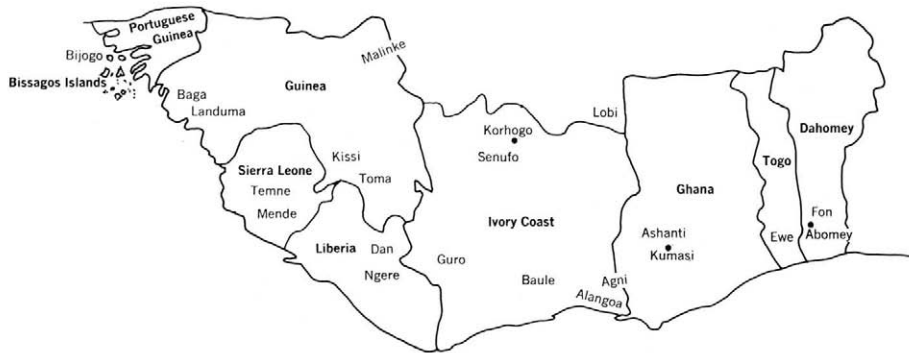 Portuguese
Guinea
Bijogo
Bissagos Islands
Malinke
Guinea
Baga
Landuma
Kissi
Toma
Sierra Leone
Temne
Mende
Liberia
Dan
Ngere
Lobi
Korhogo
Senufo
Ivory Coast
Guro
Baule
Agni
Alangoa
Ghana
Ashanti
Kumasi
Togo
Ewe
Dahomey
Fon
Abomey